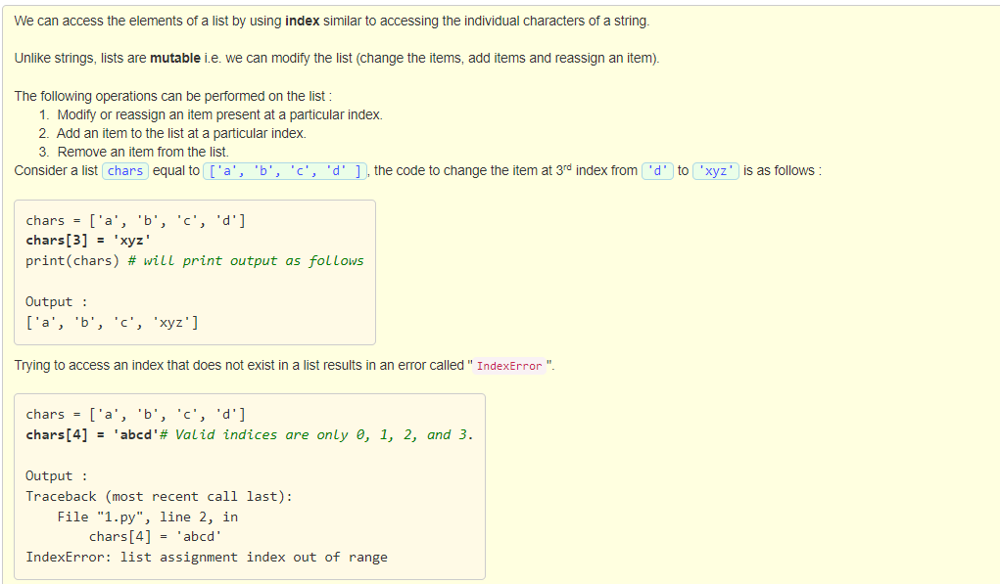 We can access the elements of a list by using index similar to accessing the individual characters of a string.
Unlike strings, lists are mutable i.e. we can modify the list (change the items, add items and reassign an item).
The following operations can be performed on the list :
1. Modify or reassign an item present at a particular index.
2. Add an item to the list at a particular index.
3. Remove an item from the list.
Consider a list chars equal to ['a', 'b', 'c', 'd' ], the code to change the item at 3rd index from 'd' to 'xyz' is as follows :
chars = ['a', 'b', 'c', 'd']
chars[3] = 'xyz'
print(chars) # will print output as follows
Output :
['a', 'b', 'c', 'xyz']
Trying to access an index that does not exist in a list results in an error called "IndexError".
chars = ['a', 'b', 'c', 'd']
chars[4] = 'abcd'# Valid indices are only 0, 1, 2, and 3.
Output :
Traceback (most recent call last):
File "1.py", line 2, in
chars[4] = 'abcd'
IndexError: list assignment index out of range